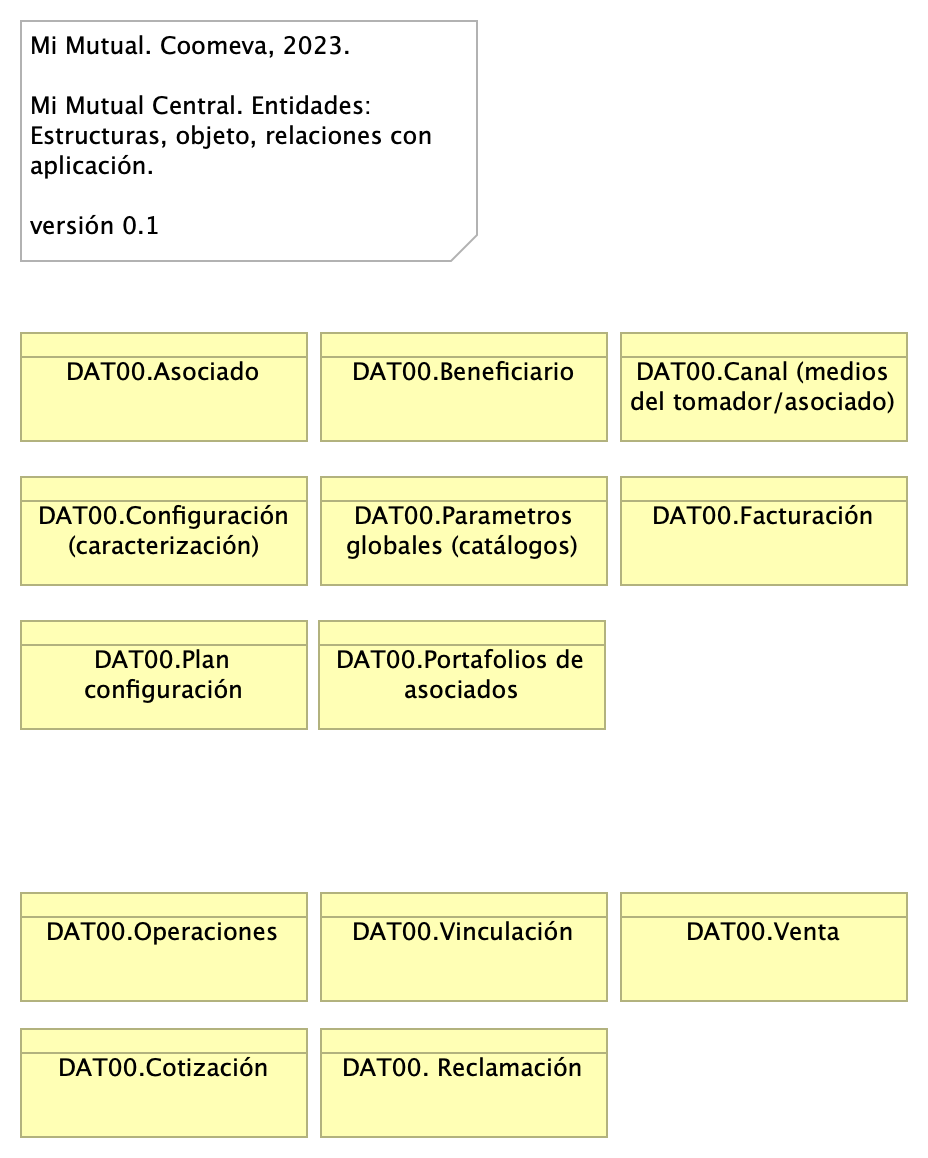 Mi Mutual. Coomeva, 2023.
Mi Mutual Central. Entidades:
Estructuras, objeto, relaciones con
aplicación.
versión 0.1
DAT00.Asociado
DAT00.Beneficiario
DAT00.Canal (medios
del tomador/asociado)
DAT00.Configuración
(caracterización)
DAT00.Parametros
globales (catálogos)
DAT00.Facturación
DAT00.Plan
configuración
DAT00.Portafolios de
asociados
DAT00.Operaciones
DAT00.Vinculación
DAT00.Venta
DAT00.Cotización
DAT00. Reclamación